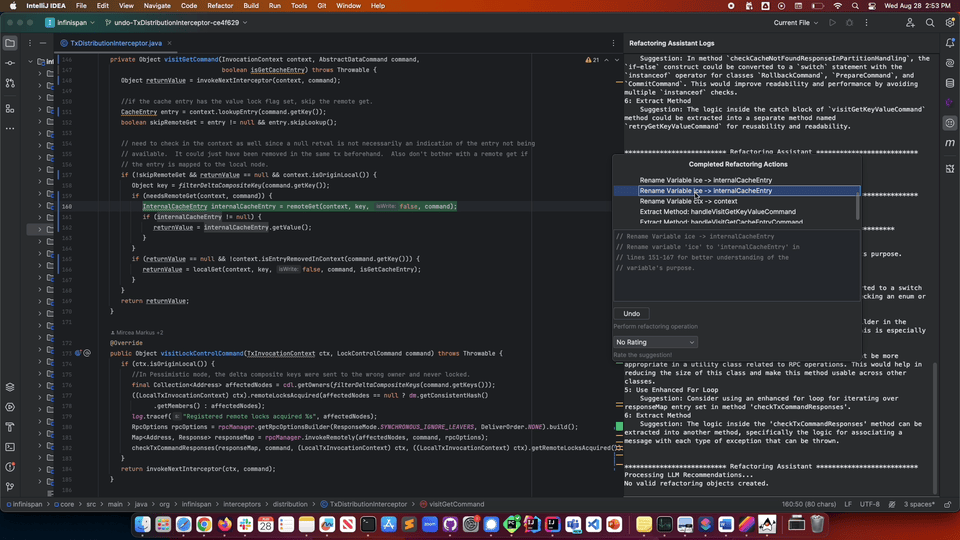 IntelliJ IDEA File Edit View Navigate Code Refactor Build Run Tools Git Window Help
Wed Aug 28 2:53 PM
infinispan undo-TxDistributionInterceptor-ce4f629 Current File
TxDistributionInterceptor.java
Refactoring Assistant Logs
21
private Object visitGetCommand(InvocationContext context, AbstractDataCommand command,
boolean isGetCacheEntry) throws Throwable {
Object returnValue = invokeNextInterceptor(context, command);
//if the cache entry has the value lock flag set, skip the remote get.
CacheEntry entry = context.lookupEntry(command.getKey());
boolean skipRemoteGet = entry != null && entry.skipLookup();
// need to check in the context as well since a null retval is not necessarily an indication of the entry not being
// available. It could just have been removed in the same tx beforehand. Also don't bother with a remote get if
// the entry is mapped to the local node.
if (!skipRemoteGet && returnValue == null && context.isOriginLocal()) {
Object key = filterDeltaCompositeKey(command.getKey());
if (needsRemoteGet(context, command)) {
160 InternalCacheEntry internalCacheEntry = remoteGet(context, key, isWrite: false, command);
if (internalCacheEntry != null) {
returnValue = internalCacheEntry.getValue();
}
}
if (returnValue == null && !context.isEntryRemovedInContext(command.getKey())) {
returnValue = localGet(context, key, isWrite: false, command, isGetCacheEntry);
}
}
return returnValue;
}
Mircea Markus +2
@Override
public Object visitLockControlCommand(TxInvocationContext ctx, LockControlCommand command) throws Throwable {
if (ctx.isOriginLocal()) {
//In Pessimistic mode, the delta composite keys were sent to the wrong owner and never locked.
final Collection<Address> affectedNodes = cdl.getOwners(filterDeltaCompositeKeys(command.getKeys()));
((LocalTxInvocationContext) ctx).remoteLocksAcquired(affectedNodes == null ? dm.getConsistentHash()
.getMembers() : affectedNodes);
log.tracef("Registered remote locks acquired %s", affectedNodes);
RpcOptions rpcOptions = rpcManager.getRpcOptionsBuilder(ResponseMode.SYNCHRONOUS_IGNORE_LEAVERS, DeliverOrder.NONE).build();
Map<Address, Response> responseMap = rpcManager.invokeRemotely(affectedNodes, command, rpcOptions);
checkTxCommandResponses(responseMap, command, (LocalTxInvocationContext) ctx, ((LocalTxInvocationContext) ctx).getRemoteLocksAcquired()
}
return invokeNextInterceptor(ctx, command);
}
Suggestion: In method 'checkCacheNotFoundResponseInPartitionHandling', the
'if-else' construct could be converted to a 'switch' statement with the
'instanceof' operator for classes 'RollbackCommand', 'PrepareCommand', and
'CommitCommand'. This would improve readability and performance by avoiding
multiple 'instanceof' checks.
6: Extract Method
Suggestion: The logic inside the catch block of 'visitGetKeyValueCommand'
method could be extracted into a separate method named
'retryGetKeyValueCommand' for reusability and readability.
Completed Refactoring Actions
Rename Variable ice -> internalCacheEntry
Rename Variable ice -> internalCacheEntry
Rename Variable ctx -> context
Extract Method: handleVisitGetKeyValueCommand
Extract Method: handleVisitGetCacheEntryCommand
// Rename Variable ice -> internalCacheEntry
// Rename variable 'ice' to 'internalCacheEntry' in
// lines 151-167 for better understanding of the
// variable's purpose.
Undo
Perform refactoring operation
No Rating
Rate the suggestion!
appropriate in a utility class related to RPC operations. This would help in
reducing the size of this class and make this method usable across other
classes.
5: Use Enhanced For Loop
Suggestion: Consider using an enhanced for loop for iterating over
responseMap entry set in method 'checkTxCommandResponses'.
6: Extract Method
Suggestion: The logic inside the 'checkTxCommandResponses' method can be
extracted into another method, specifically the logic for associating a
message with each type of exception that can be thrown.
*************************** Refactoring Assistant ***************************
Processing LLM Recommendations...
No valid refactoring objects created.
infinispan > core > src > main > java > org > infinispan > interceptors > distribution > TxDistributionInterceptor > visitGetCommand
160:50 (80 chars) LF UTF-8 3 spaces*